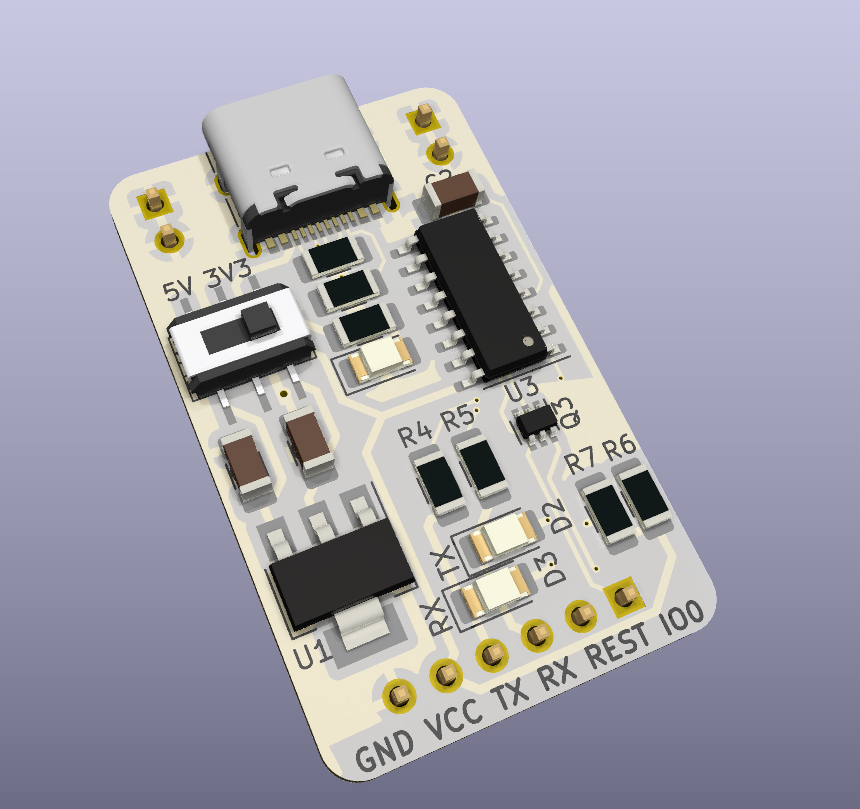 5V 3V3
U3
Q3
R4 R5
R7 R6
TX
D2
RX
D3
U1
GND VCC TX RX REST IO0